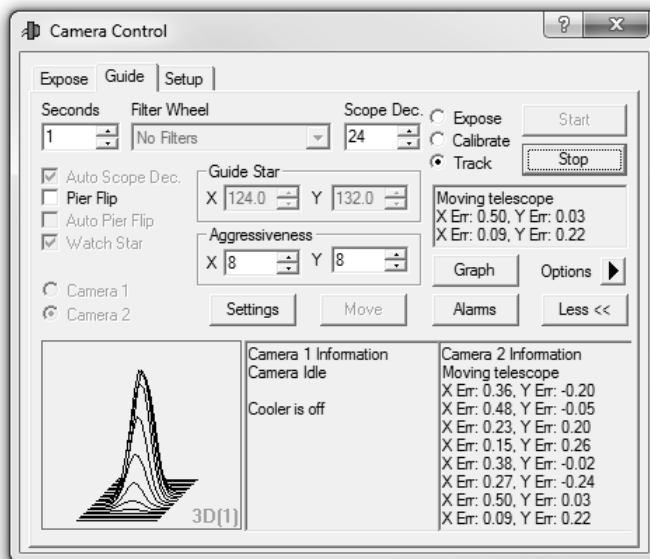 Camera Control
? X
Expose Guide Setup
Seconds Filter Wheel Scope Dec.
1 No Filters 24
Expose
Calibrate
Track
Start
Stop
Auto Scope Dec.
Pier Flip
Auto Pier Flip
Watch Star
Guide Star
X 124.0 Y 132.0
Aggressiveness
X 8 Y 8
Moving telescope
X Err: 0.50, Y Err: 0.03
X Err: 0.09, Y Err: 0.22
Graph Options
Camera 1
Camera 2
Settings Move Alarms Less <<
3D(1)
Camera 1 Information
Camera Idle
Cooler is off
Camera 2 Information
Moving telescope
X Err: 0.36, Y Err: -0.20
X Err: 0.48, Y Err: -0.05
X Err: 0.23, Y Err: 0.20
X Err: 0.15, Y Err: 0.26
X Err: 0.38, Y Err: -0.02
X Err: 0.27, Y Err: -0.24
X Err: 0.50, Y Err: 0.03
X Err: 0.09, Y Err: 0.22